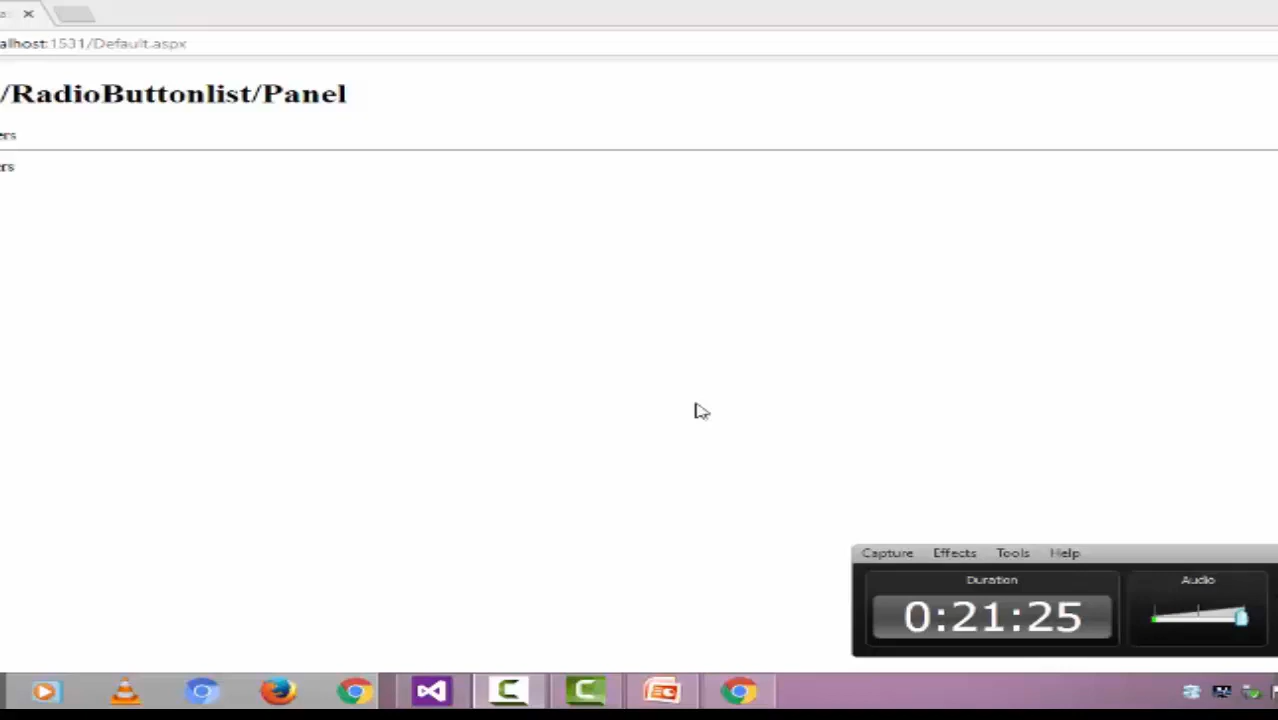 alhost:1531/Default.aspx
/RadioButtonlist/Panel
ers
ers
Capture Effects Tools Help
Duration
Audio
0:21:25